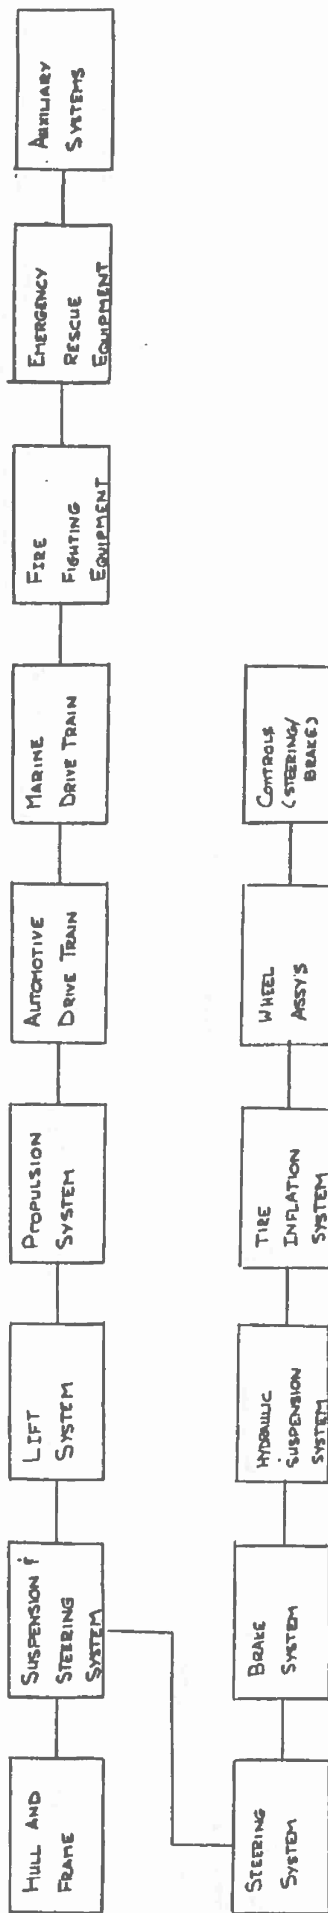 HULL AND
FRAME
SUSPENSION &
STEERING
SYSTEM
LIFT
SYSTEM
PROPULSION
SYSTEM
AUTOMOTIVE
DRIVE TRAIN
MARINE
DRIVE TRAIN
FIRE
FIGHTING
EQUIPMENT
EMERGENCY
RESCUE
EQUIPMENT
AUXILIARY
SYSTEMS
STEERING
SYSTEM
BRAKE
SYSTEM
HYDRAULIC
SUSPENSION
SYSTEM
TIRE
INFLATION
SYSTEM
WHEEL
ASSY'S
CONTROLS
(STEERING/
BRAKE)